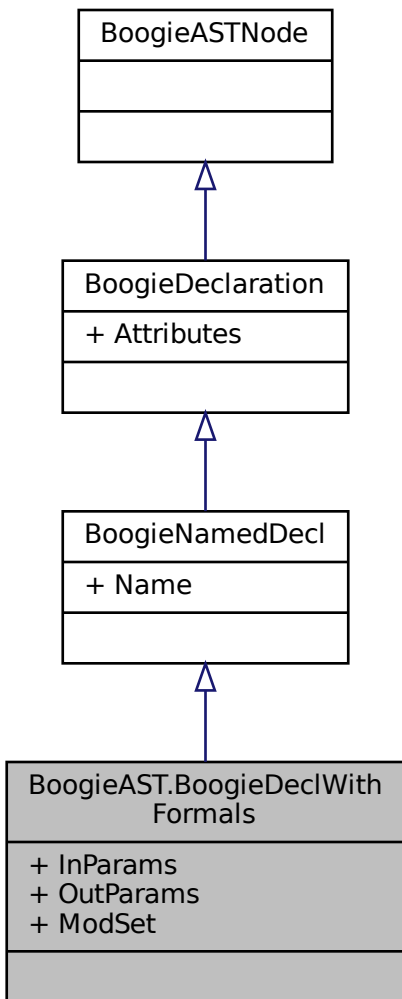 BoogieASTNode
BoogieDeclaration
+ Attributes
BoogieNamedDecl
+ Name
BoogieAST.BoogieDeclWith
Formals
+ InParams
+ OutParams
+ ModSet